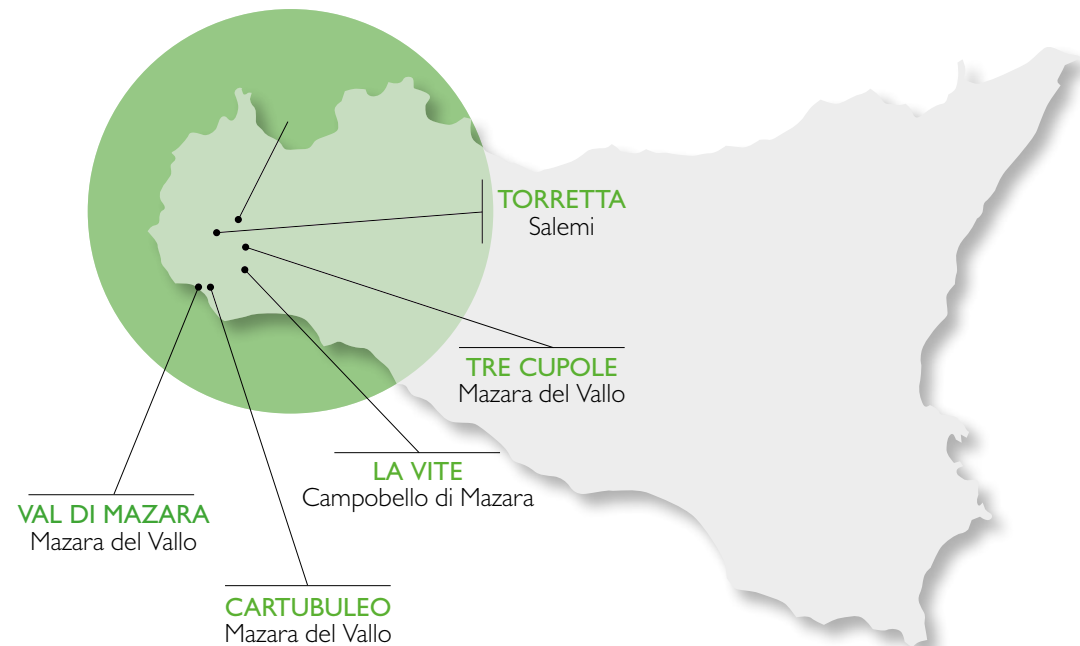 TORRETTA
Salemi
TRE CUPOLE
Mazara del Vallo
LA VITE
Campobello di Mazara
VAL DI MAZARA
Mazara del Vallo
CARTUBULEO
Mazara del Vallo